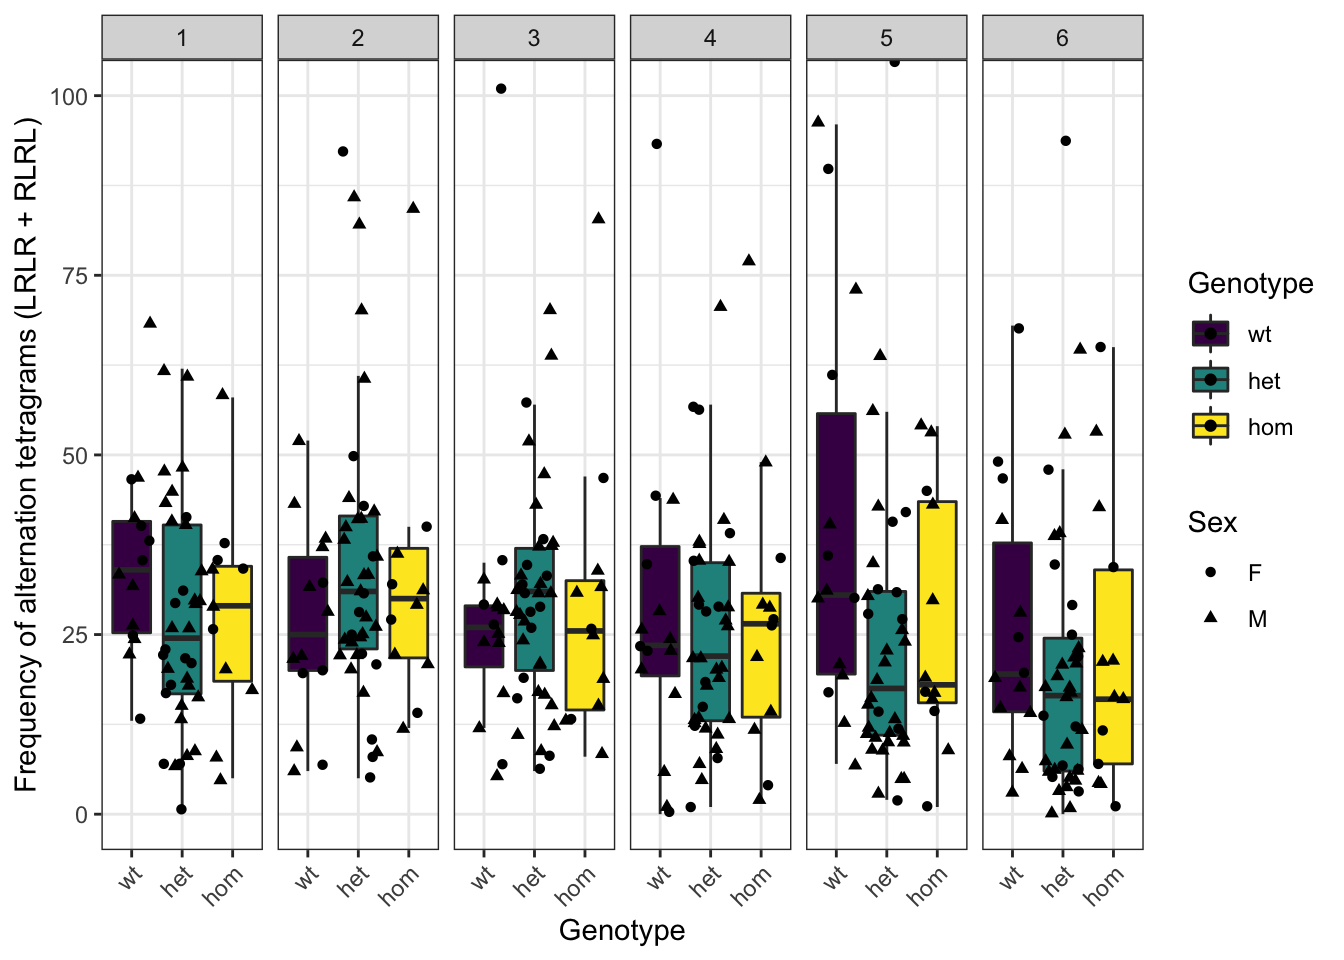 1 2 3 4 5 6
Frequency of alternation tetragrams (LRLR + RLRL)
100
75
50
25
0
wt het hom wt het hom wt het hom wt het hom wt het hom wt het hom
Genotype
Genotype
wt
het
hom
Sex
F
M